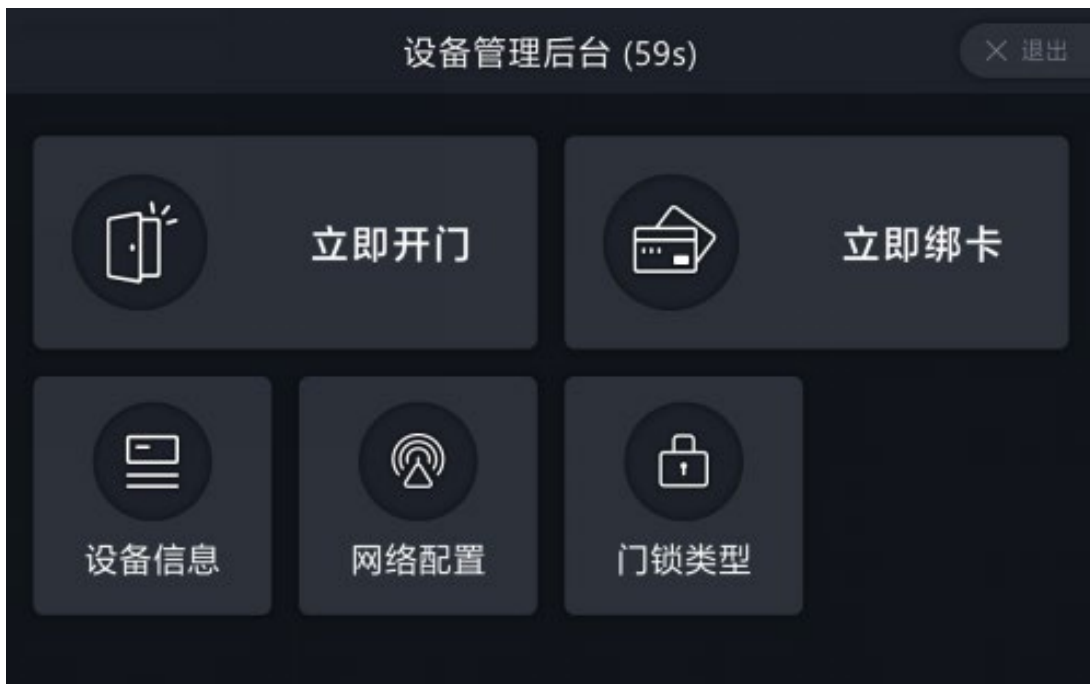 设备管理后台 (59s)
退出
立即开门
立即绑卡
设备信息
网络配置
门锁类型